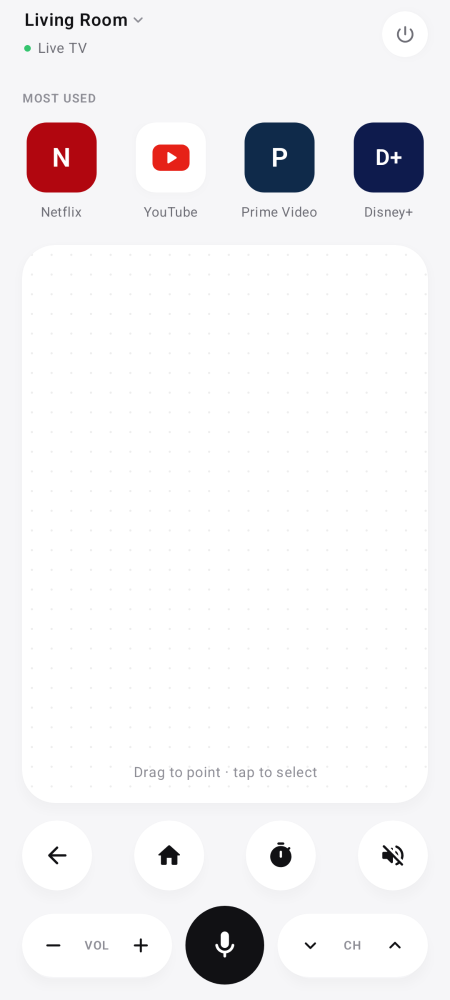 Living Room
Live TV
MOST USED
N
P
D+
Netflix
YouTube
Prime Video
Disney+
Drag to point · tap to select
VOL
CH